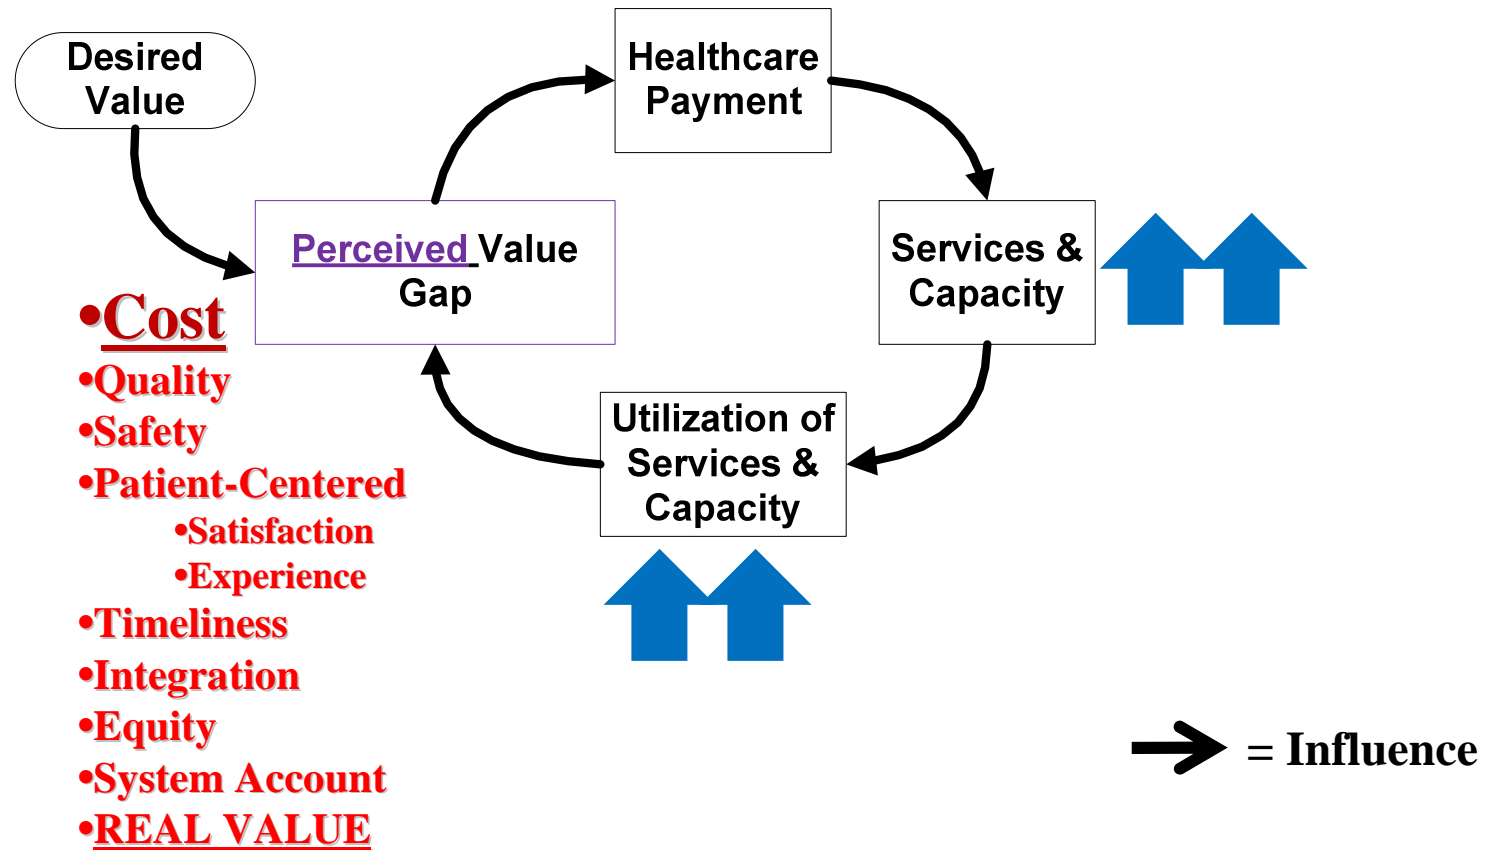 Desired
Value
Healthcare
Payment
Perceived Value
Gap
Services &
Capacity
Utilization of
Services &
Capacity
•Cost
•Quality
•Safety
•Patient-Centered
•Satisfaction
•Experience
•Timeliness
•Integration
•Equity
•System Account
•REAL VALUE
= Influence